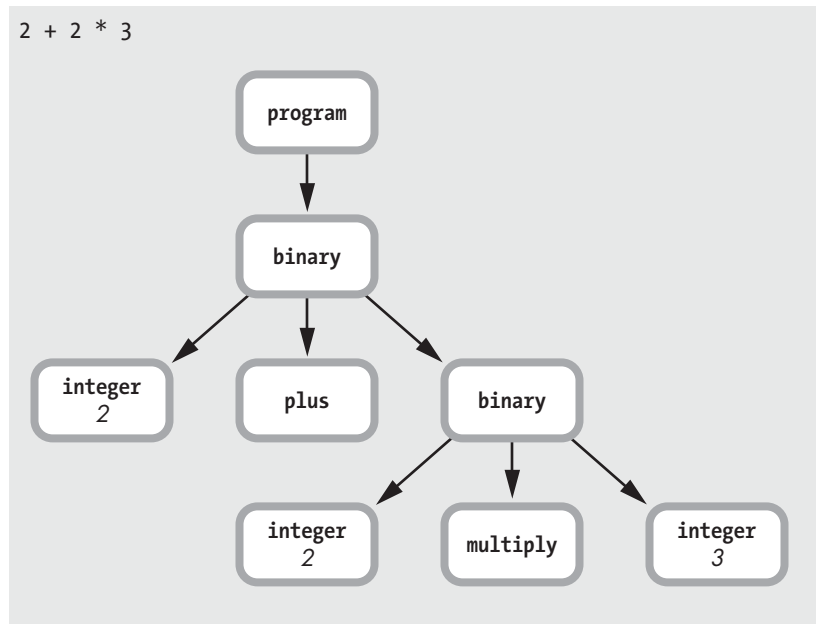 2 + 2 * 3
program
binary
integer
2
plus
binary
integer
2
multiply
integer
3